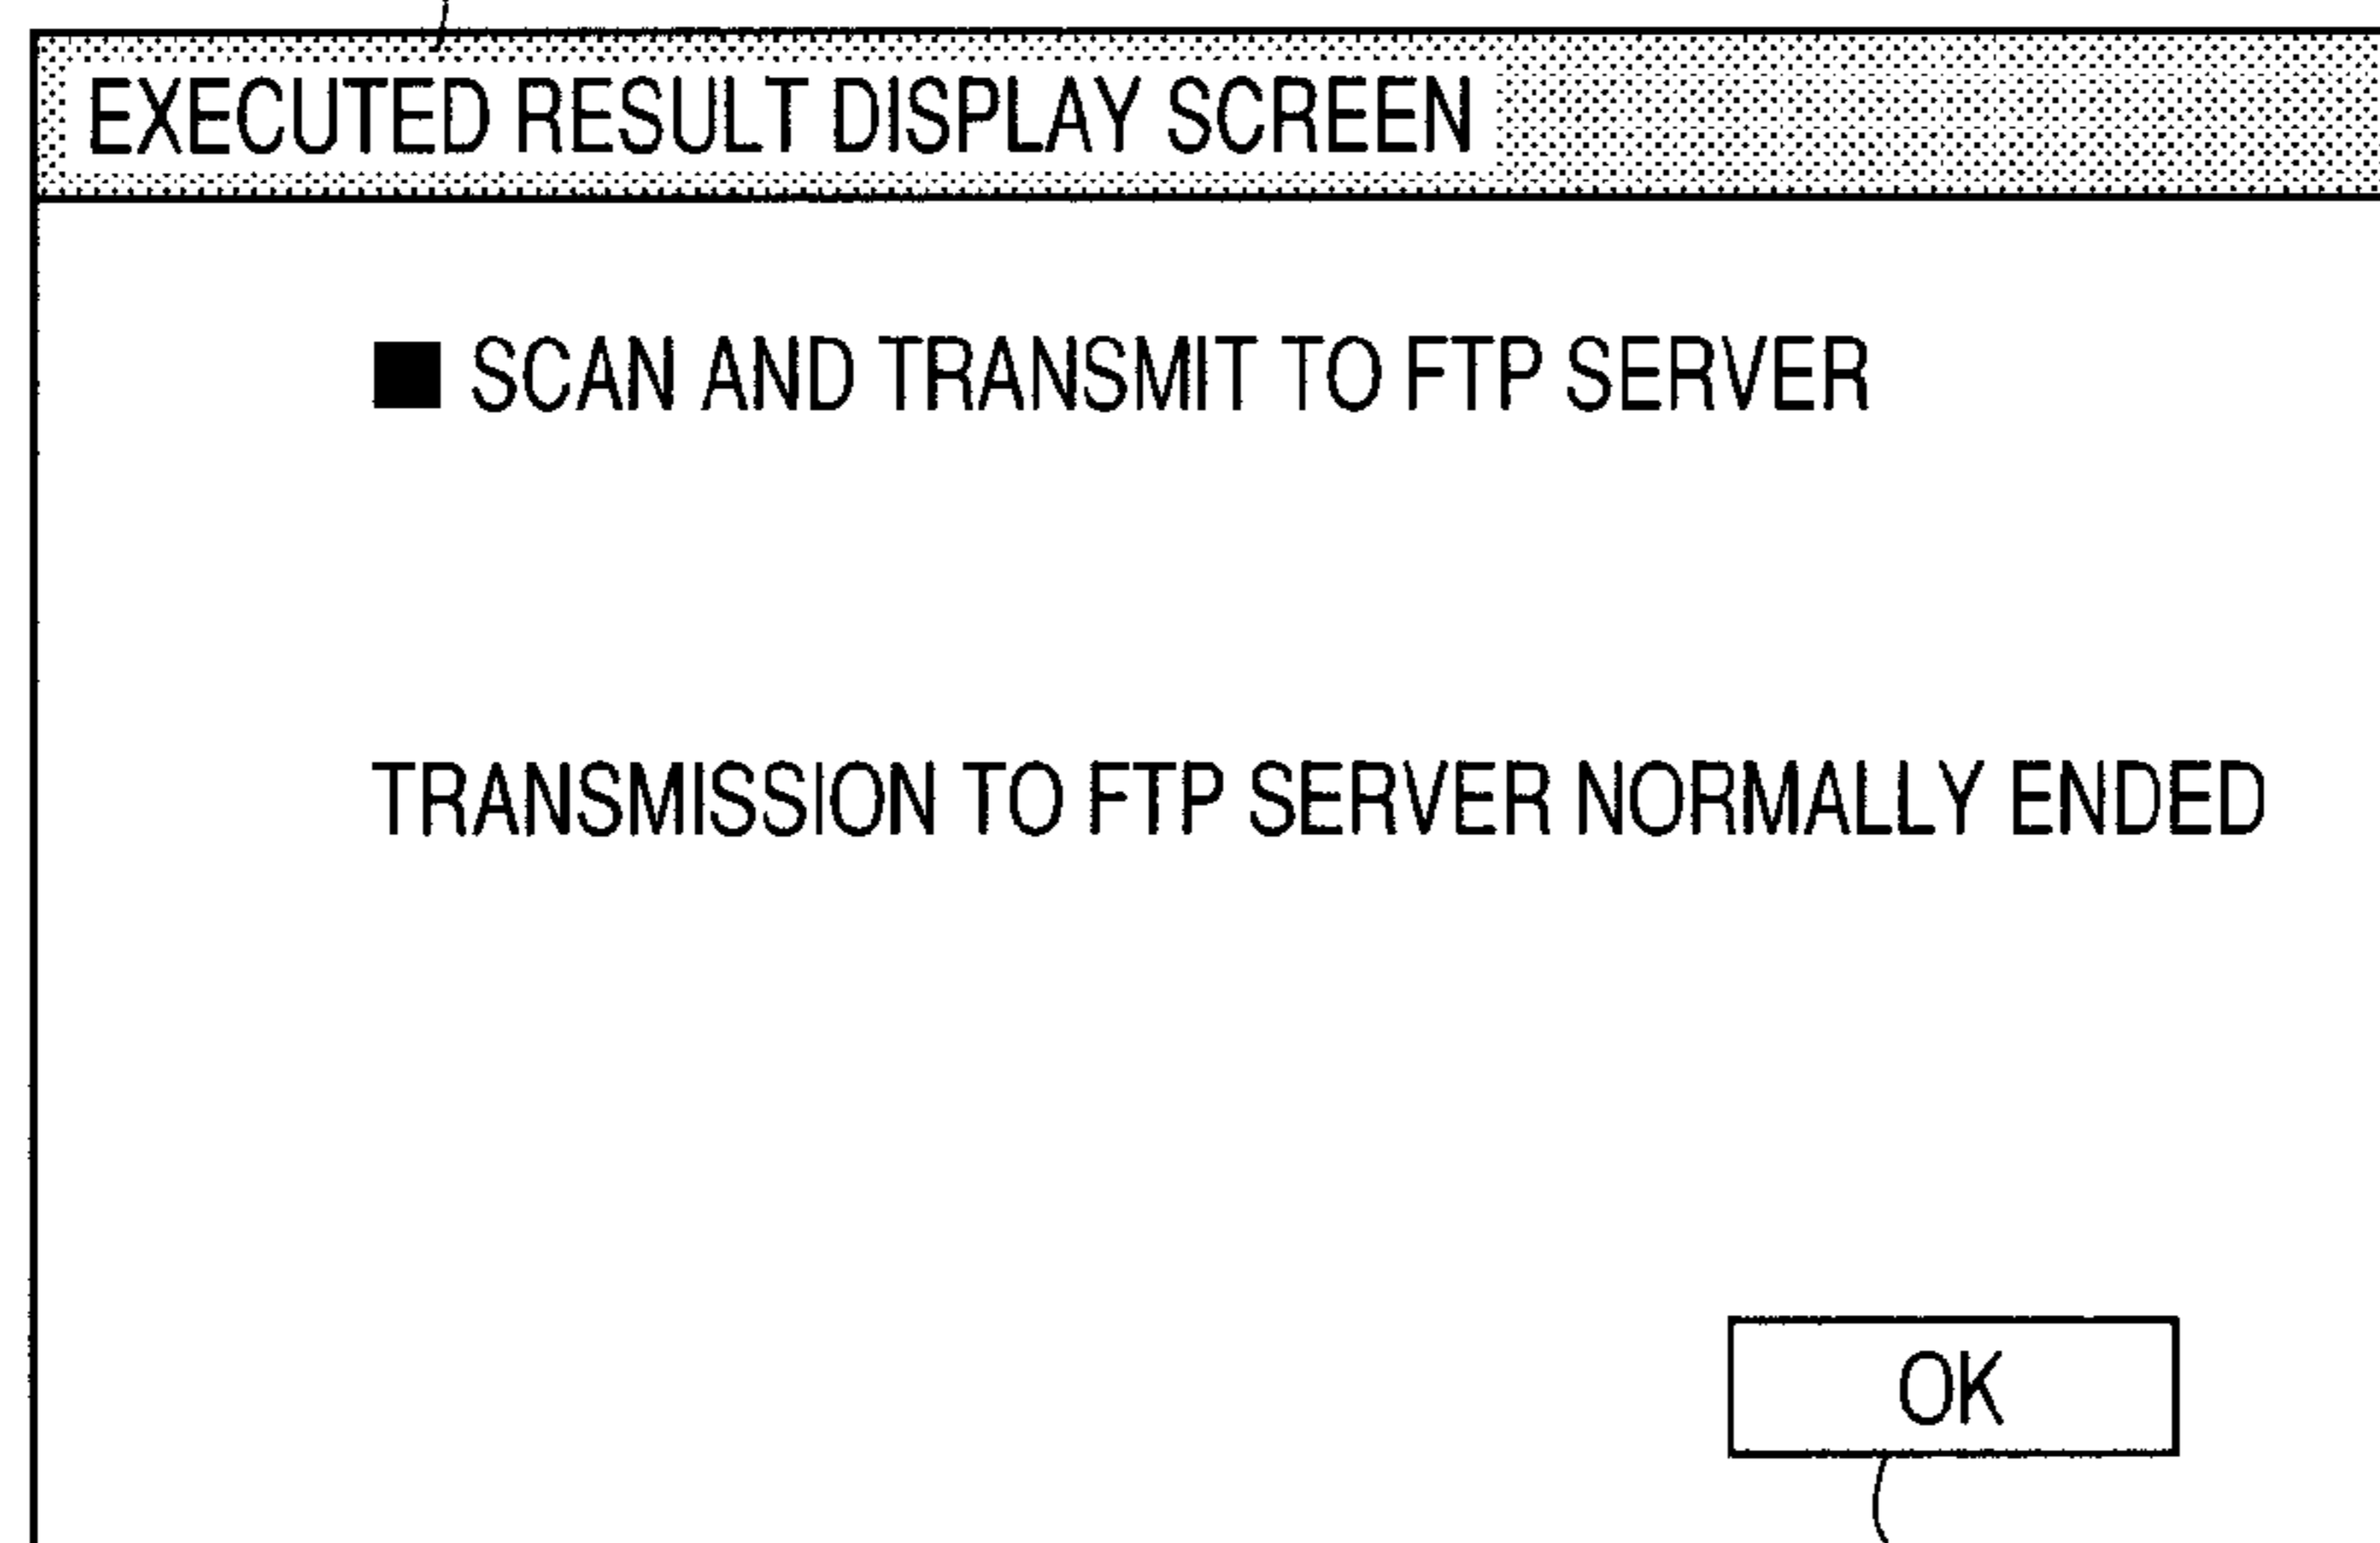 EXECUTED RESULT DISPLAY SCREEN
■ SCAN AND TRANSMIT TO FTP SERVER
TRANSMISSION TO FTP SERVER NORMALLY ENDED
OK